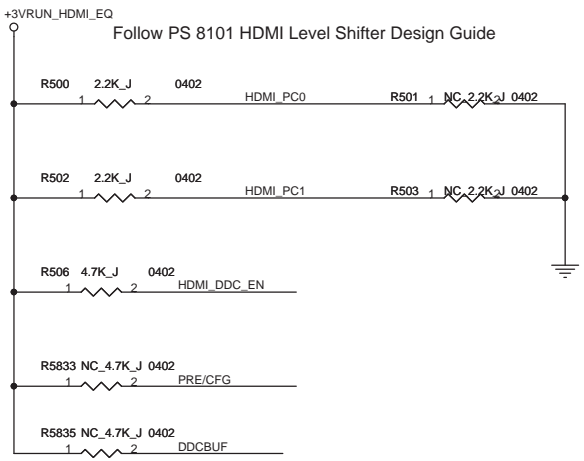 +3VRUN_HDMI_EQ
Follow PS 8101 HDMI Level Shifter Design Guide
R500 2.2K_J 0402
1 2 HDMI_PC0
R501 1 NC_2.2K_J 2 0402
R502 2.2K_J 0402
1 2 HDMI_PC1
R503 1 NC_2.2K_J 2 0402
R506 4.7K_J 0402
1 2 HDMI_DDC_EN
R5833 NC_4.7K_J 0402
1 2 PRE/CFG
R5835 NC_4.7K_J 0402
1 2 DDCBUF